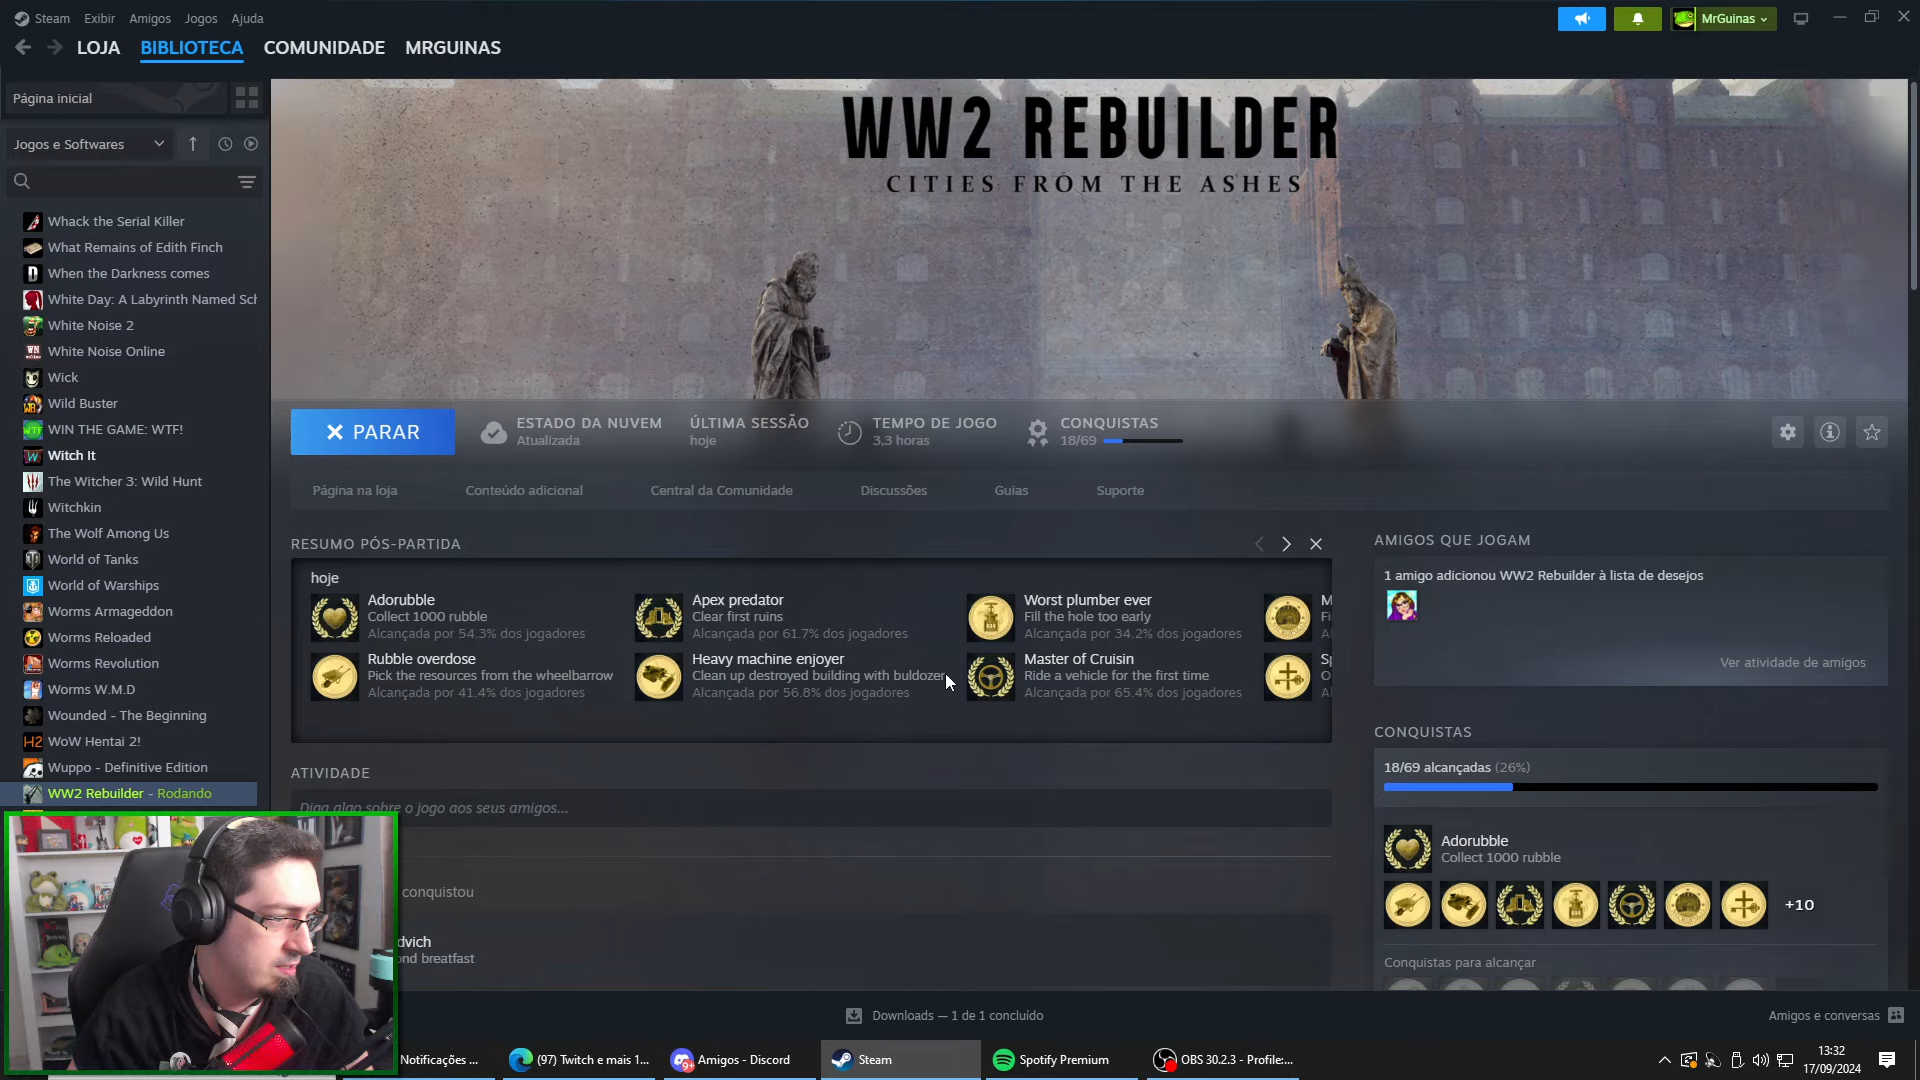 Steam Exibir Amigos Jogos Ajuda
MrGuinas
LOJA BIBLIOTECA COMUNIDADE MRGUINAS
Página inicial
Jogos e Softwares
Whack the Serial Killer
What Remains of Edith Finch
When the Darkness comes
White Day: A Labyrinth Named Sch
White Noise 2
White Noise Online
Wick
Wild Buster
WIN THE GAME: WTF!
Witch It
The Witcher 3: Wild Hunt
Witchkin
The Wolf Among Us
World of Tanks
World of Warships
Worms Armageddon
Worms Reloaded
Worms Revolution
Worms W.M.D
Wounded - The Beginning
WoW Hentai 2!
Wuppo - Definitive Edition
WW2 Rebuilder - Rodando
WW2 REBUILDER
CITIES FROM THE ASHES
PARAR
ESTADO DA NUVEM
Atualizada
ÚLTIMA SESSÃO
hoje
TEMPO DE JOGO
3,3 horas
CONQUISTAS
18/69
Página na loja Conteúdo adicional Central da Comunidade Discussões Guias Suporte
RESUMO PÓS-PARTIDA
hoje
Adorubble
Collect 1000 rubble
Alcançada por 54.3% dos jogadores
Apex predator
Clear first ruins
Alcançada por 61.7% dos jogadores
Worst plumber ever
Fill the hole too early
Alcançada por 34.2% dos jogadores
M
Fi
Al
Rubble overdose
Pick the resources from the wheelbarrow
Alcançada por 41.4% dos jogadores
Heavy machine enjoyer
Clean up destroyed building with buldozer
Alcançada por 56.8% dos jogadores
Master of Cruisin
Ride a vehicle for the first time
Alcançada por 65.4% dos jogadores
Sp
O
Al
ATIVIDADE
Diga algo sobre o jogo aos seus amigos...
conquistou
dvich
ond breatfast
AMIGOS QUE JOGAM
1 amigo adicionou WW2 Rebuilder à lista de desejos
Ver atividade de amigos
CONQUISTAS
18/69 alcançadas (26%)
Adorubble
Collect 1000 rubble
+10
Conquistas para alcançar
Downloads — 1 de 1 concluído
Amigos e conversas
Notificações ...
(97) Twitch e mais 1...
9+
Amigos - Discord
Steam
Spotify Premium
OBS 30.2.3 - Profile:...
13:32
17/09/2024